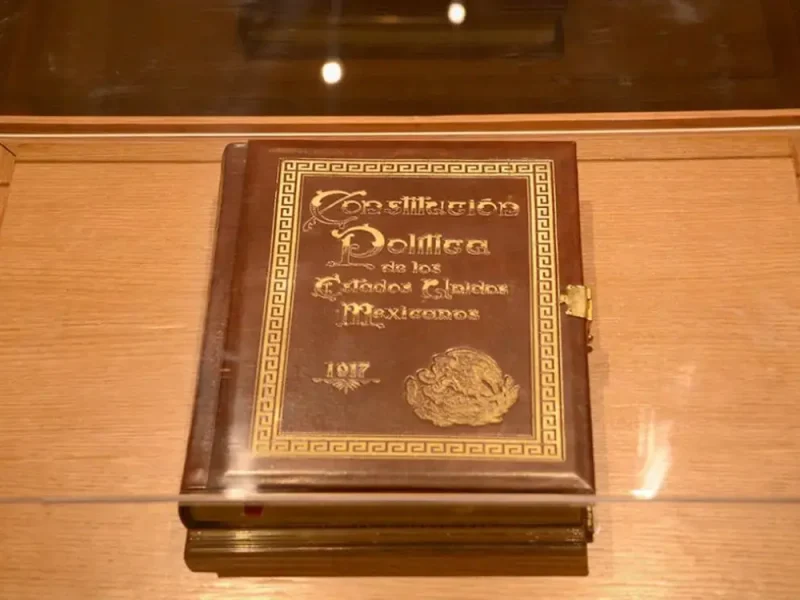 Constitución
Política
de los
Estados Unidos
Mexicanos
1917